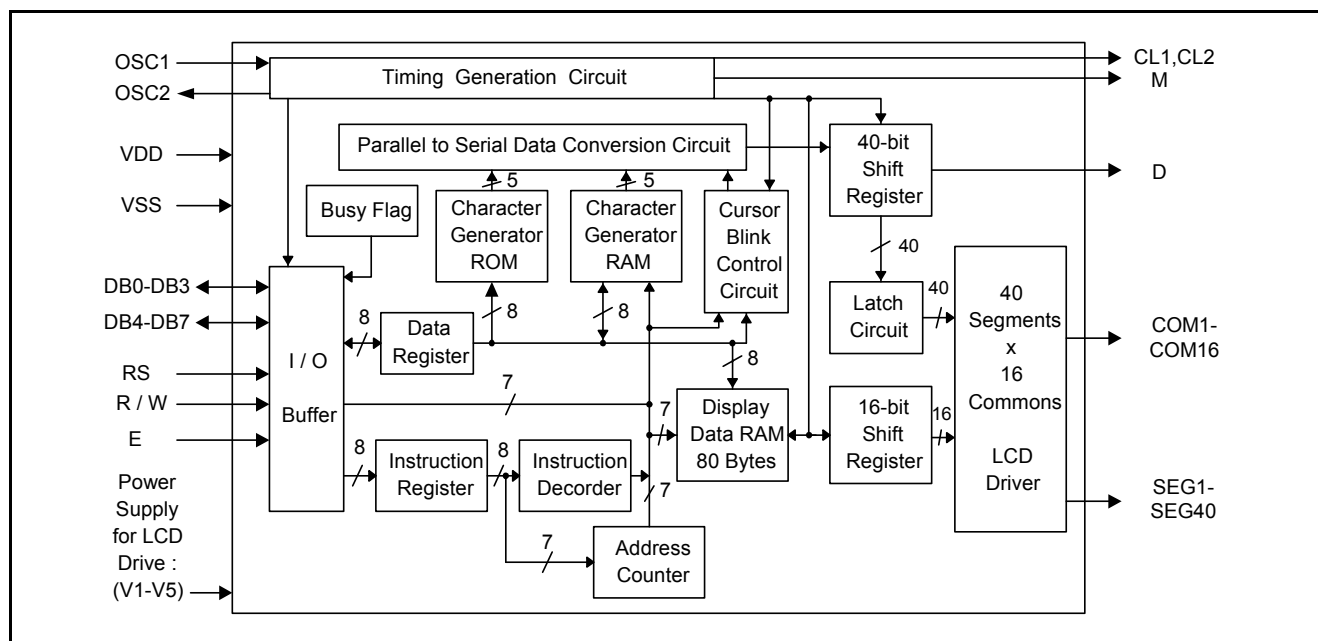 OSC1
OSC2
VDD
VSS
DB0-DB3
DB4-DB7
RS
R / W
E
Power
Supply
for LCD
Drive :
(V1-V5)
Timing Generation Circuit
Parallel to Serial Data Conversion Circuit
5
5
Busy Flag
Character
Generator
ROM
Character
Generator
RAM
Cursor
Blink
Control
Circuit
40-bit
Shift
Register
40
8
8
8
Data
Register
8
I / O
Buffer
7
7
Display
Data RAM
80 Bytes
Latch
Circuit
40
16-bit
Shift
Register
16
40
Segments
x
16
Commons
LCD
Driver
8
Instruction
Register
8
Instruction
Decorder
7
7
Address
Counter
CL1,CL2
M
D
COM1-
COM16
SEG1-
SEG40